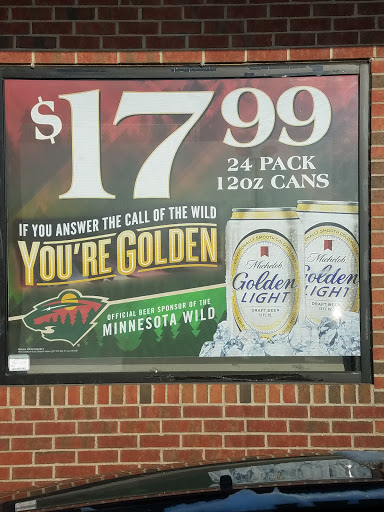 $17.99
24 PACK
12oz CANS
IF YOU ANSWER THE CALL OF THE WILD
YOU'RE GOLDEN
OFFICIAL BEER SPONSOR OF THE
MINNESOTA WILD
Michelob
Golden
LIGHT
DRAFT BEER
Michelob
Golden
LIGHT
DRAFT BEER